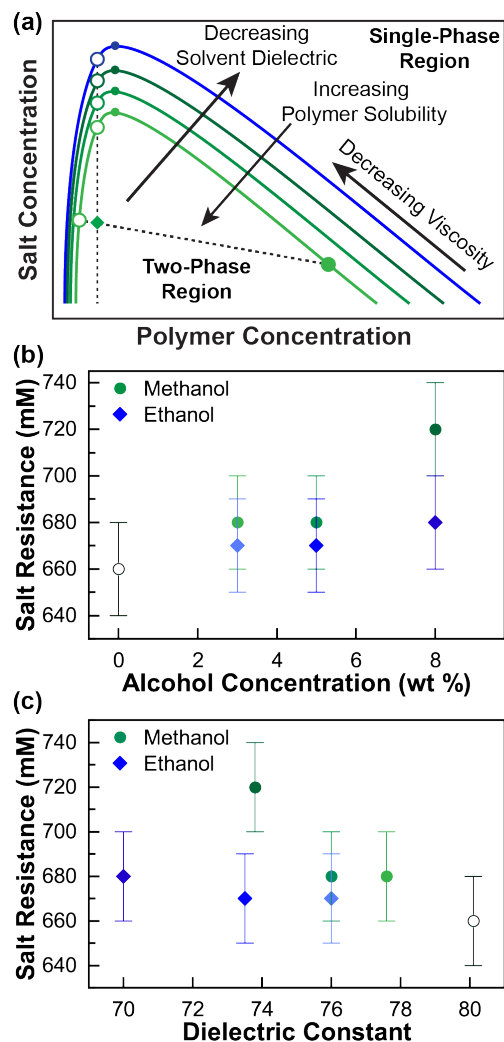 (a)
Decreasing
Solvent Dielectric
Single-Phase
Region
Increasing
Polymer Solubility
Decreasing Viscosity
Two-Phase
Region
Salt Concentration
Polymer Concentration
(b)
740
720
700
680
660
640
Salt Resistance (mM)
Methanol
Ethanol
0
2
4
6
8
Alcohol Concentration (wt %)
(c)
740
720
700
680
660
640
Salt Resistance (mM)
Methanol
Ethanol
70
72
74
76
78
80
Dielectric Constant